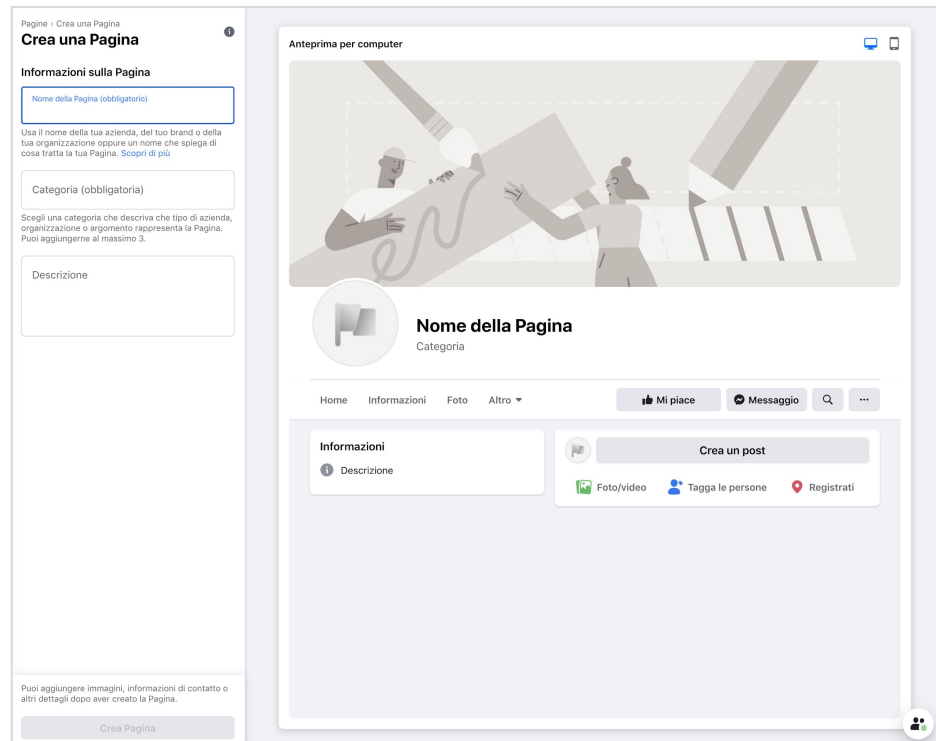 Pagine › Crea una Pagina
Crea una Pagina
Informazioni sulla Pagina
Nome della Pagina (obbligatorio)
Usa il nome della tua azienda, del tuo brand o della
tua organizzazione oppure un nome che spiega di
cosa tratta la tua Pagina. Scopri di più
Categoria (obbligatoria)
Scegli una categoria che descriva che tipo di azienda,
organizzazione o argomento rappresenta la Pagina.
Puoi aggiungerne al massimo 3.
Descrizione
Puoi aggiungere immagini, informazioni di contatto o
altri dettagli dopo aver creato la Pagina.
Crea Pagina
Anteprima per computer
Nome della Pagina
Categoria
Home Informazioni Foto Altro Mi piace Messaggio
Informazioni
Descrizione
Crea un post
Foto/video Tagga le persone Registrati
0